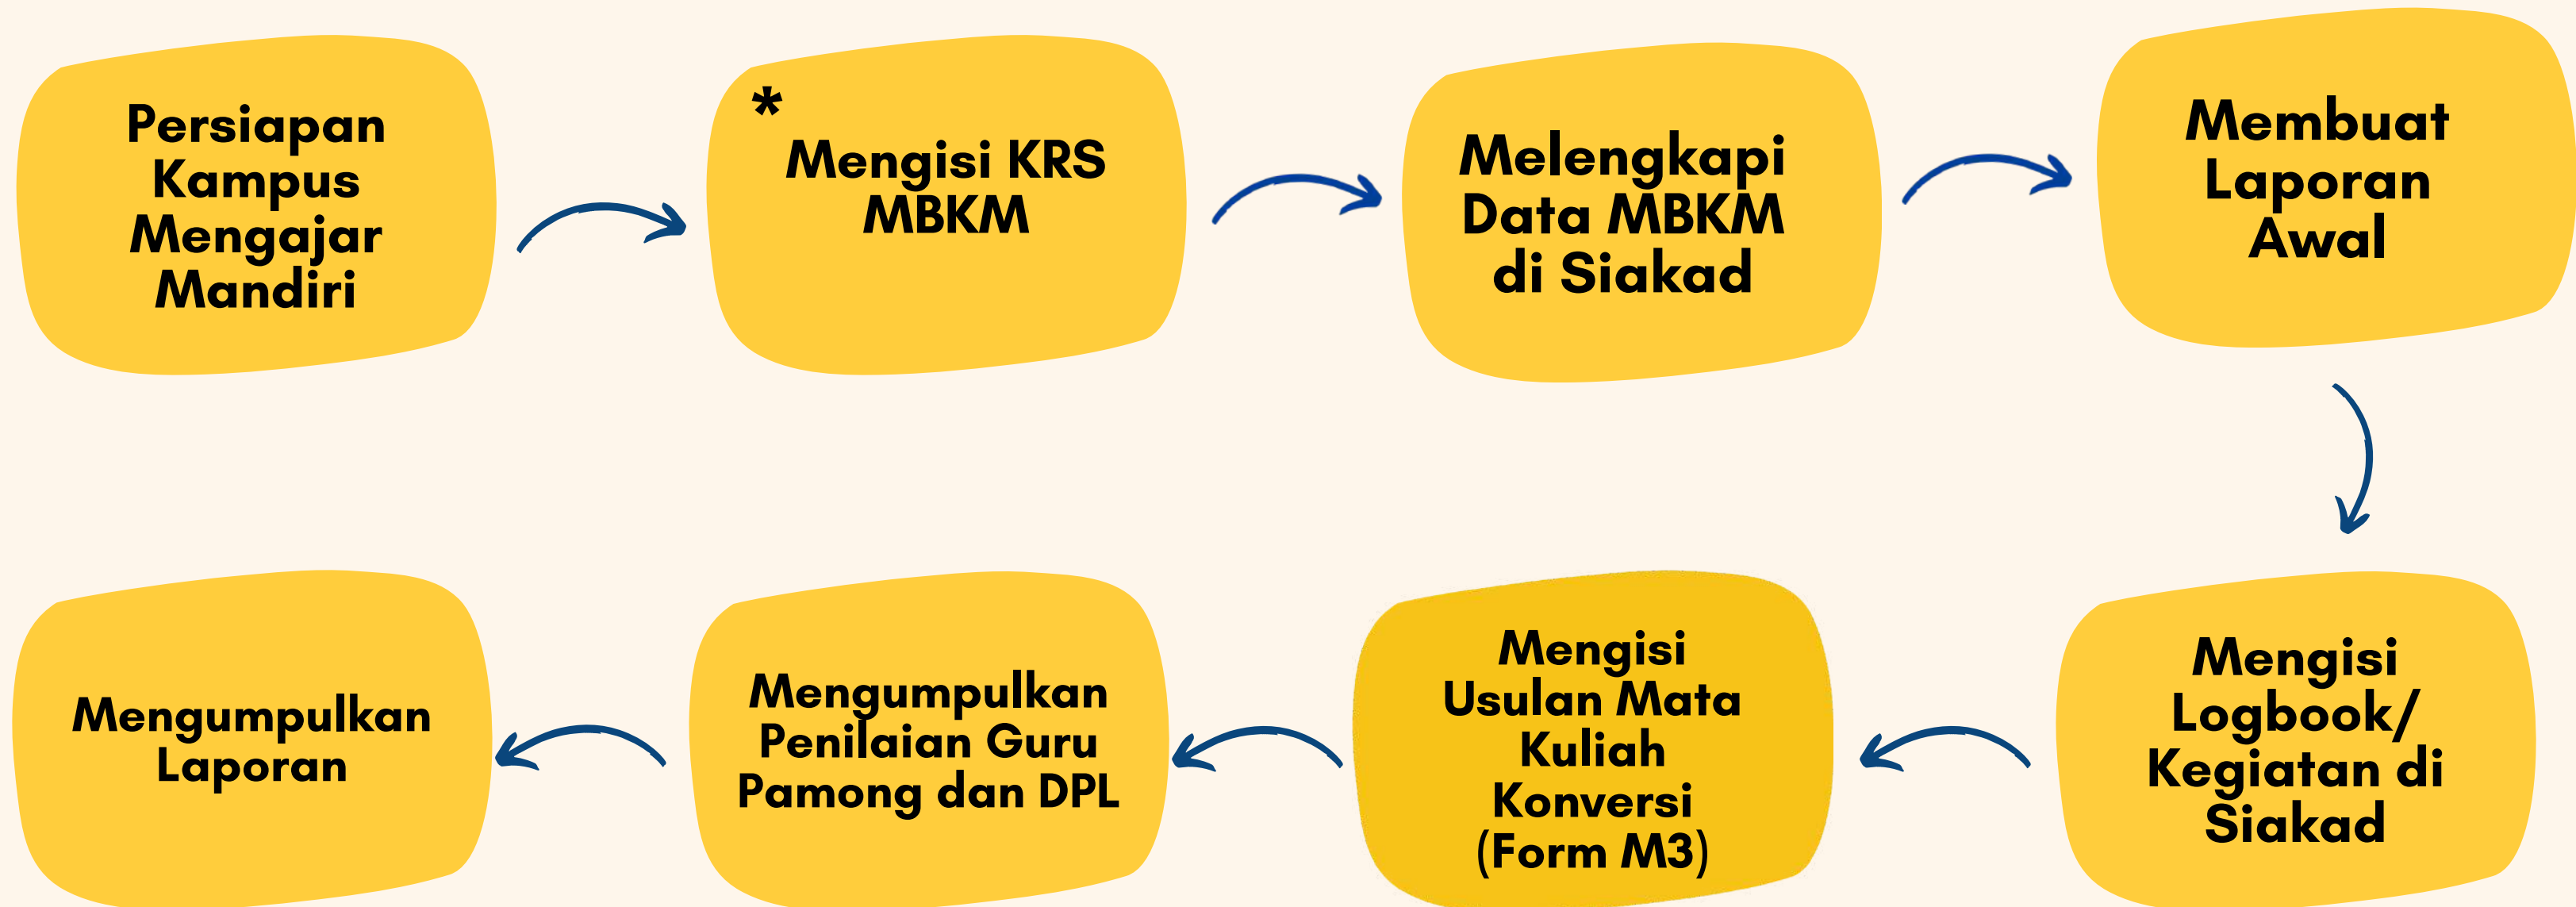 Persiapan
Kampus
Mengajar
Mandiri
*
Mengisi KRS
MBKM
Melengkapi
Data MBKM
di Siakad
Membuat
Laporan
Awal
Mengisi
Logbook/
Kegiatan di
Siakad
Mengisi
Usulan Mata
Kuliah
Konversi
(Form M3)
Mengumpulkan
Penilaian Guru
Pamong dan DPL
Mengumpulkan
Laporan